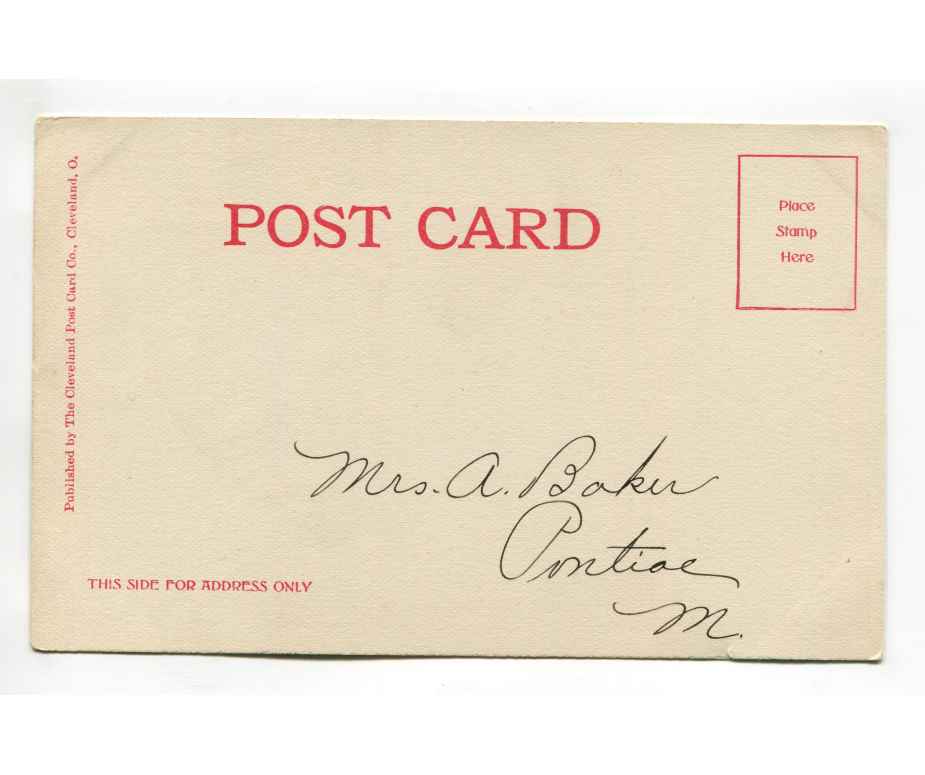 Published by The Cleveland Post Card Co., Cleveland, O.
POST CARD
Place
Stamp
Here
Mrs. A. Baker
Pontiac
M.
THIS SIDE FOR ADDRESS ONLY